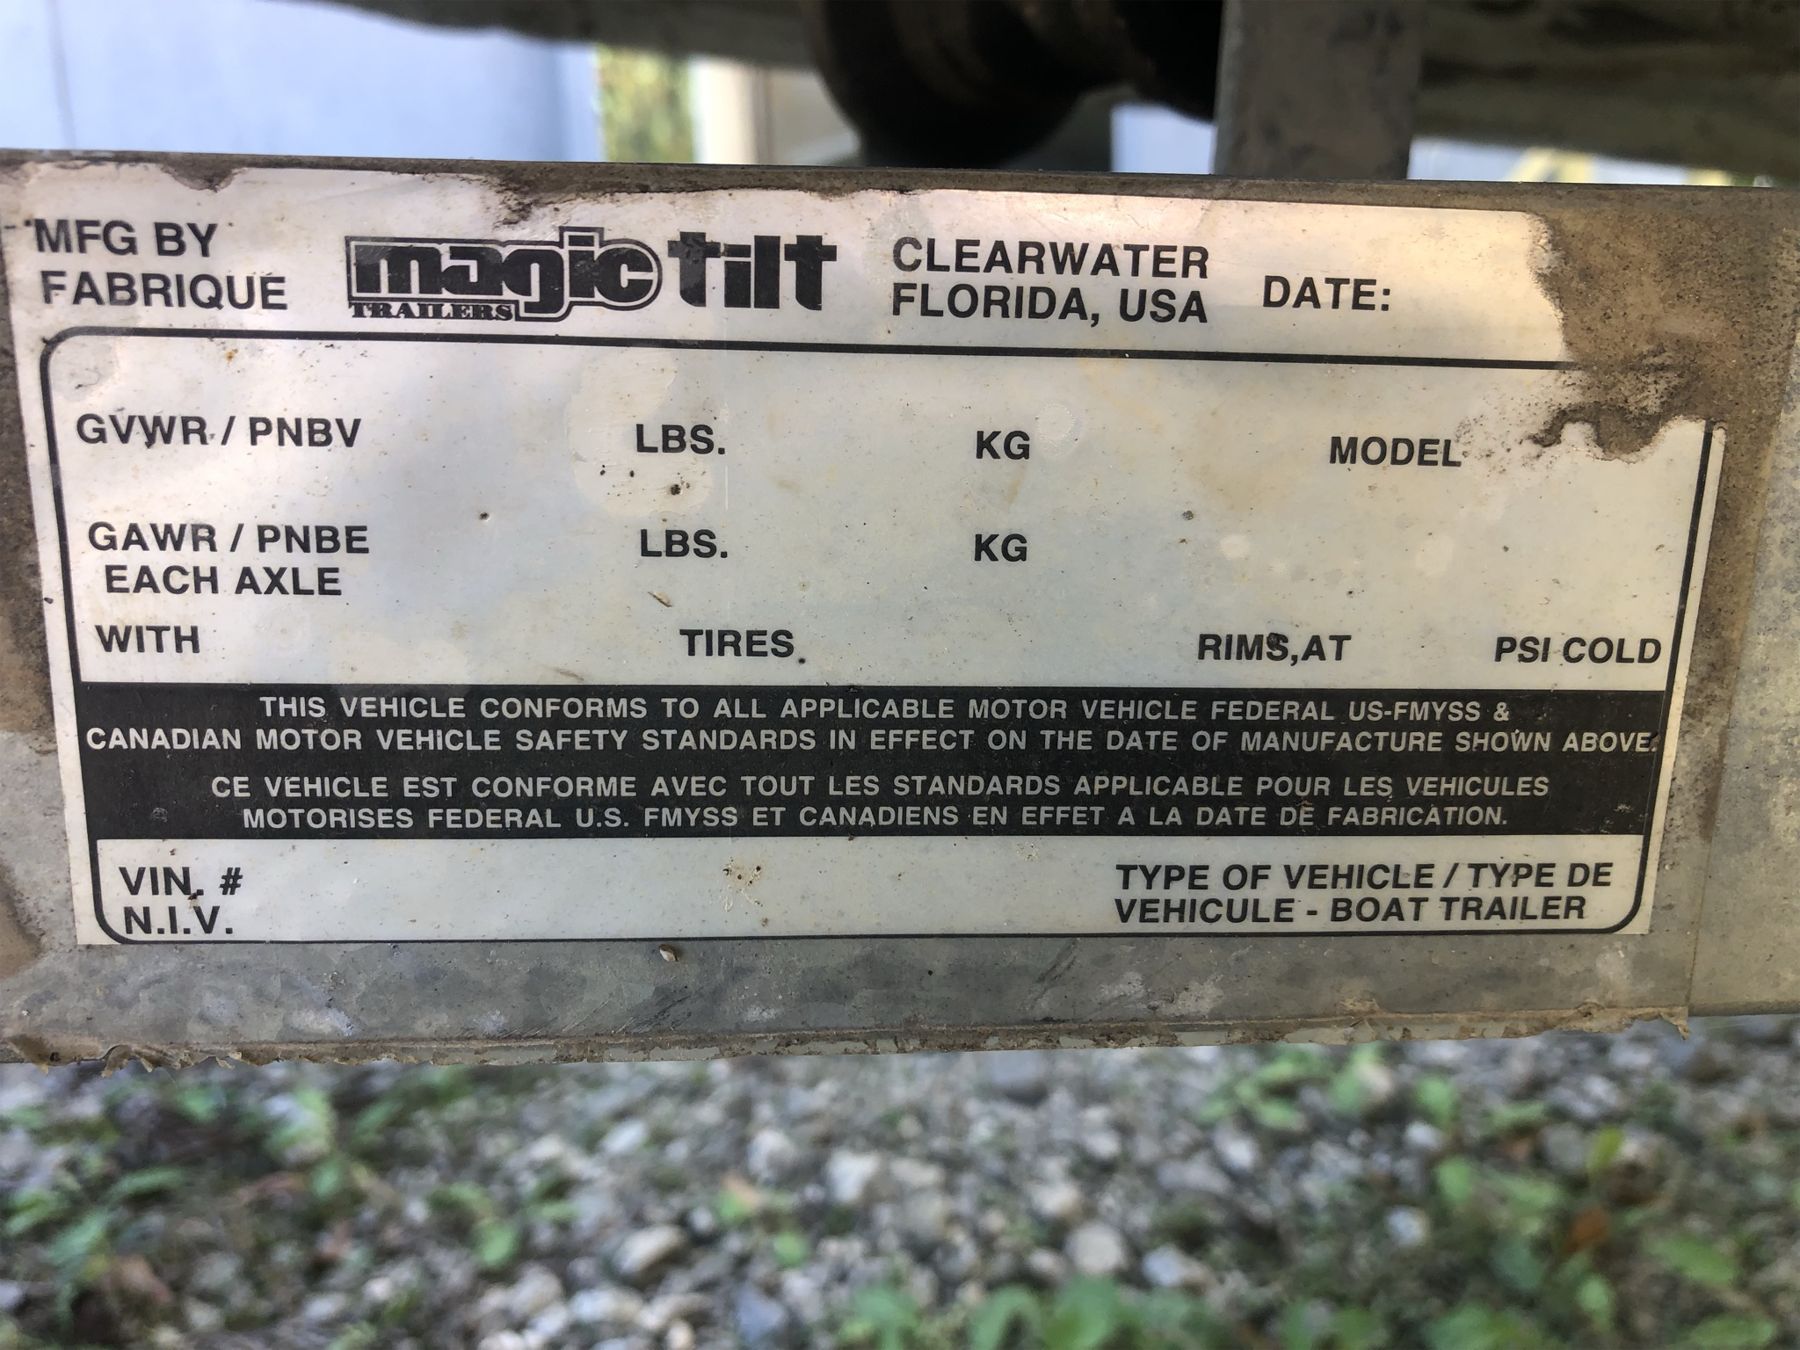 MFG BY
FABRIQUE
magic tilt
TRAILERS
CLEARWATER
FLORIDA, USA
DATE:
GVWR / PNBV LBS. KG MODEL
GAWR / PNBE LBS. KG
EACH AXLE
WITH TIRES RIMS, AT PSI COLD
THIS VEHICLE CONFORMS TO ALL APPLICABLE MOTOR VEHICLE FEDERAL US-FMYSS &
CANADIAN MOTOR VEHICLE SAFETY STANDARDS IN EFFECT ON THE DATE OF MANUFACTURE SHOWN ABOVE.
CE VEHICLE EST CONFORME AVEC TOUT LES STANDARDS APPLICABLE POUR LES VEHICULES
MOTORISES FEDERAL U.S. FMYSS ET CANADIENS EN EFFET A LA DATE DE FABRICATION.
VIN. #
N.I.V.
TYPE OF VEHICLE / TYPE DE
VEHICULE - BOAT TRAILER